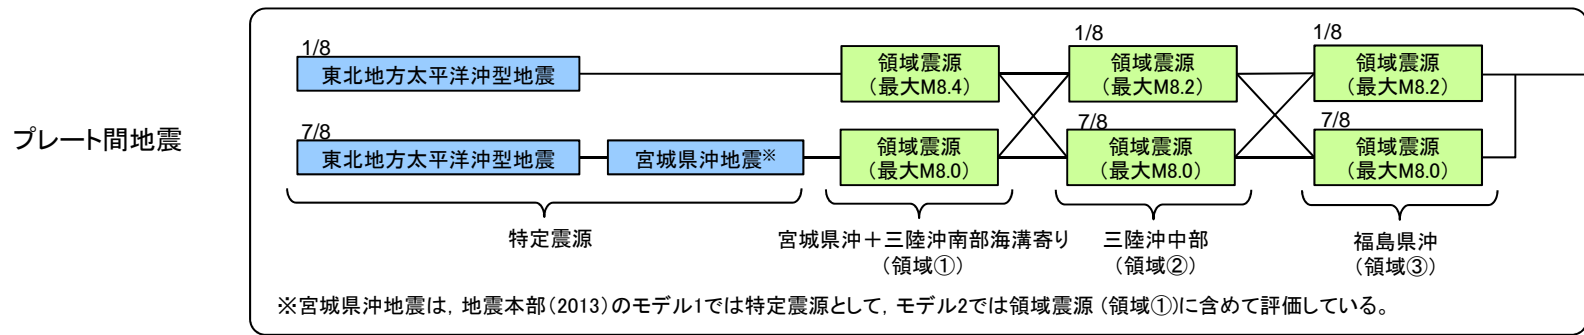 プレート間地震
1/8
東北地方太平洋沖型地震
領域震源
（最大M8.4）
1/8
領域震源
（最大M8.2）
1/8
領域震源
（最大M8.2）
7/8
東北地方太平洋沖型地震
宮城県沖地震※
領域震源
（最大M8.0）
7/8
領域震源
（最大M8.0）
7/8
領域震源
（最大M8.0）
特定震源
宮城県沖＋三陸沖南部海溝寄り
（領域①）
三陸沖中部
（領域②）
福島県沖
（領域③）
※宮城県沖地震は，地震本部（2013）のモデル1では特定震源として，モデル2では領域震源（領域①）に含めて評価している。